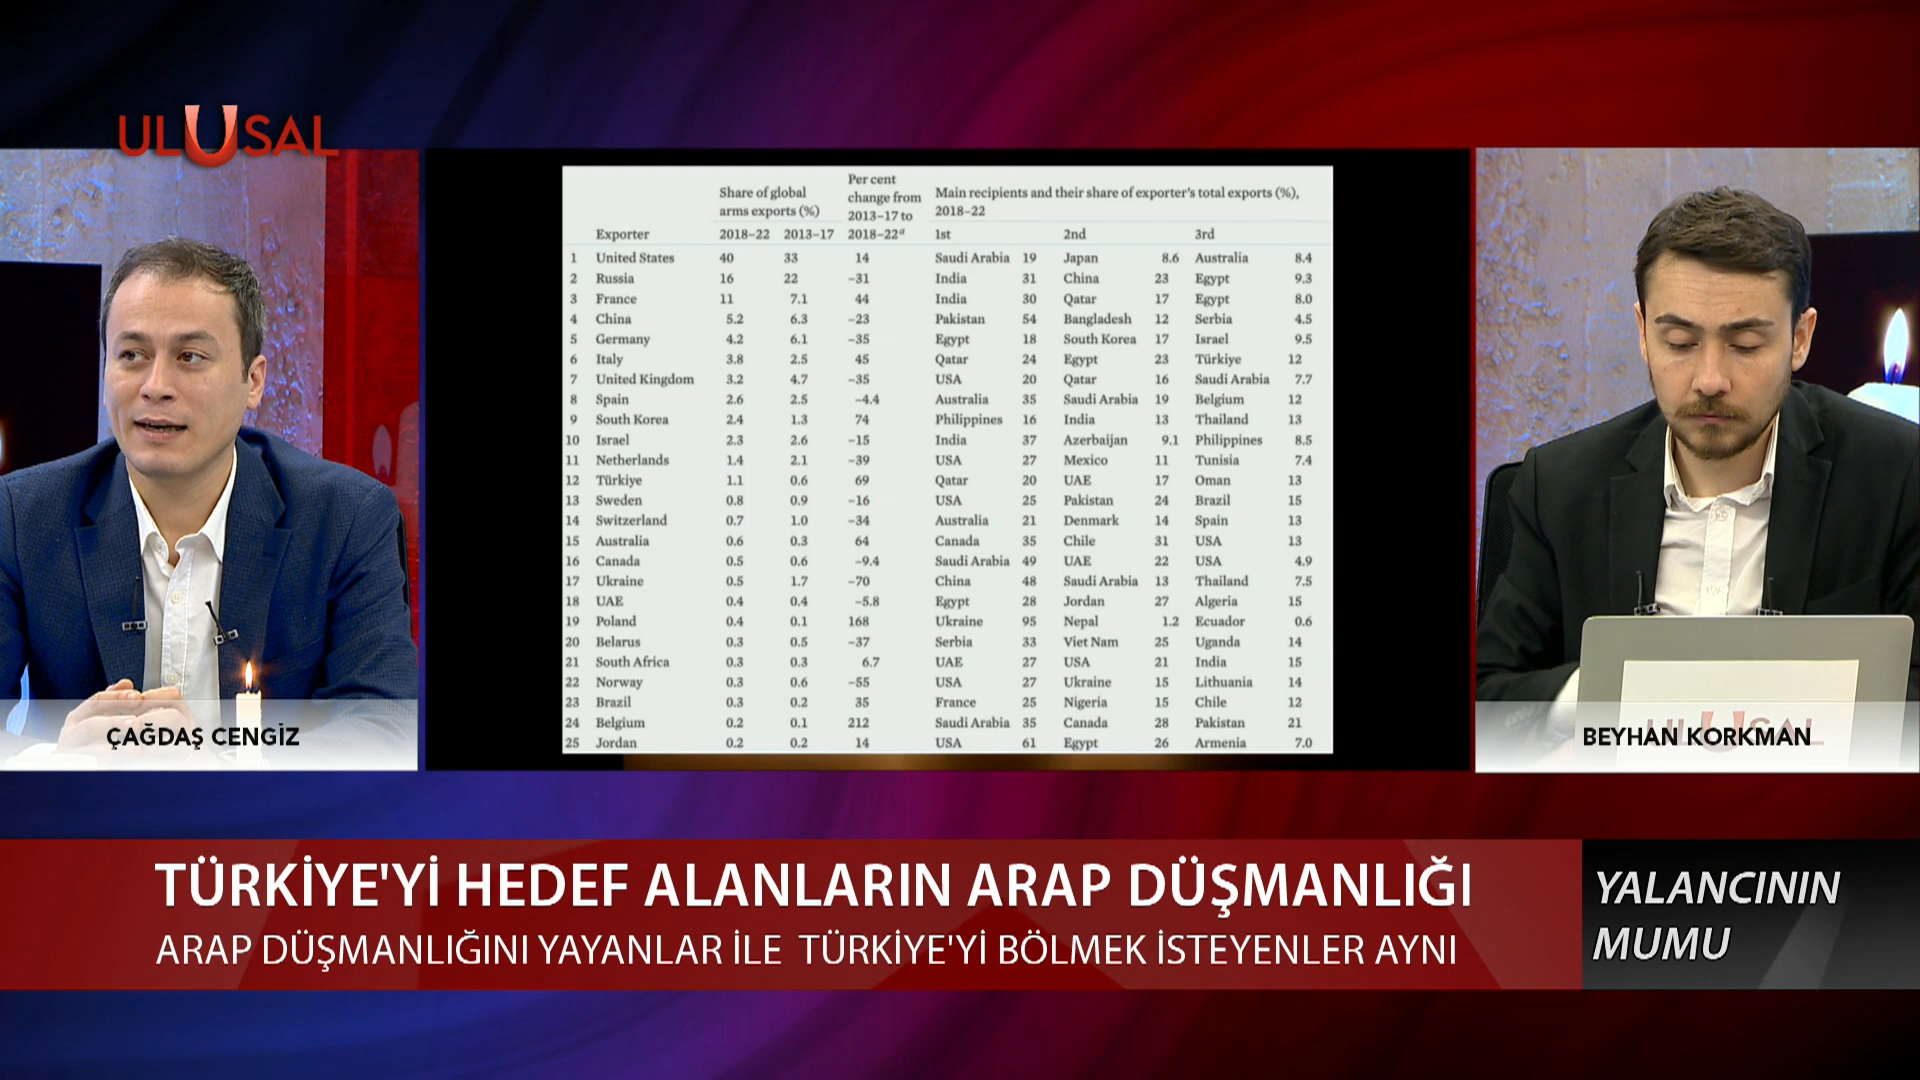 ULUSAL
Per cent
Share of global change from Main recipients and their share of exporter's total exports (%),
arms exports (%) 2013–17 to 2018–22
Exporter 2018–22 2013–17 2018–22ᵃ 1st 2nd 3rd
1 United States 40 33 14 Saudi Arabia 19 Japan 8.6 Australia 8.4
2 Russia 16 22 –31 India 31 China 23 Egypt 9.3
3 France 11 7.1 44 India 30 Qatar 17 Egypt 8.0
4 China 5.2 6.3 –23 Pakistan 54 Bangladesh 12 Serbia 4.5
5 Germany 4.2 6.1 –35 Egypt 18 South Korea 17 Israel 9.5
6 Italy 3.8 2.5 45 Qatar 24 Egypt 23 Türkiye 12
7 United Kingdom 3.2 4.7 –35 USA 20 Qatar 16 Saudi Arabia 7.7
8 Spain 2.6 2.5 –4.4 Australia 35 Saudi Arabia 19 Belgium 12
9 South Korea 2.4 1.3 74 Philippines 16 India 13 Thailand 13
10 Israel 2.3 2.6 –15 India 37 Azerbaijan 9.1 Philippines 8.5
11 Netherlands 1.4 2.1 –39 USA 27 Mexico 11 Tunisia 7.4
12 Türkiye 1.1 0.6 69 Qatar 20 UAE 17 Oman 13
13 Sweden 0.8 0.9 –16 USA 25 Pakistan 24 Brazil 15
14 Switzerland 0.7 1.0 –34 Australia 21 Denmark 14 Spain 13
15 Australia 0.6 0.3 64 Canada 35 Chile 31 USA 13
16 Canada 0.5 0.6 –9.4 Saudi Arabia 49 UAE 22 USA 4.9
17 Ukraine 0.5 1.7 –70 China 48 Saudi Arabia 13 Thailand 7.5
18 UAE 0.4 0.4 –5.8 Egypt 28 Jordan 27 Algeria 15
19 Poland 0.4 0.1 168 Ukraine 95 Nepal 1.2 Ecuador 0.6
20 Belarus 0.3 0.5 –37 Serbia 33 Viet Nam 25 Uganda 14
21 South Africa 0.3 0.3 6.7 UAE 27 USA 21 India 15
22 Norway 0.3 0.6 –55 USA 27 Ukraine 15 Lithuania 14
23 Brazil 0.3 0.2 35 France 25 Nigeria 15 Chile 12
24 Belgium 0.2 0.1 212 Saudi Arabia 35 Canada 28 Pakistan 21
25 Jordan 0.2 0.2 14 USA 61 Egypt 26 Armenia 7.0
ÇAĞDAŞ CENGİZ
ULUSAL
BEYHAN KORKMAN
TÜRKİYE'Yİ HEDEF ALANLARIN ARAP DÜŞMANLIĞI
ARAP DÜŞMANLIĞINI YAYANLAR İLE TÜRKİYE'Yİ BÖLMEK İSTEYENLER AYNI
YALANCININ
MUMU